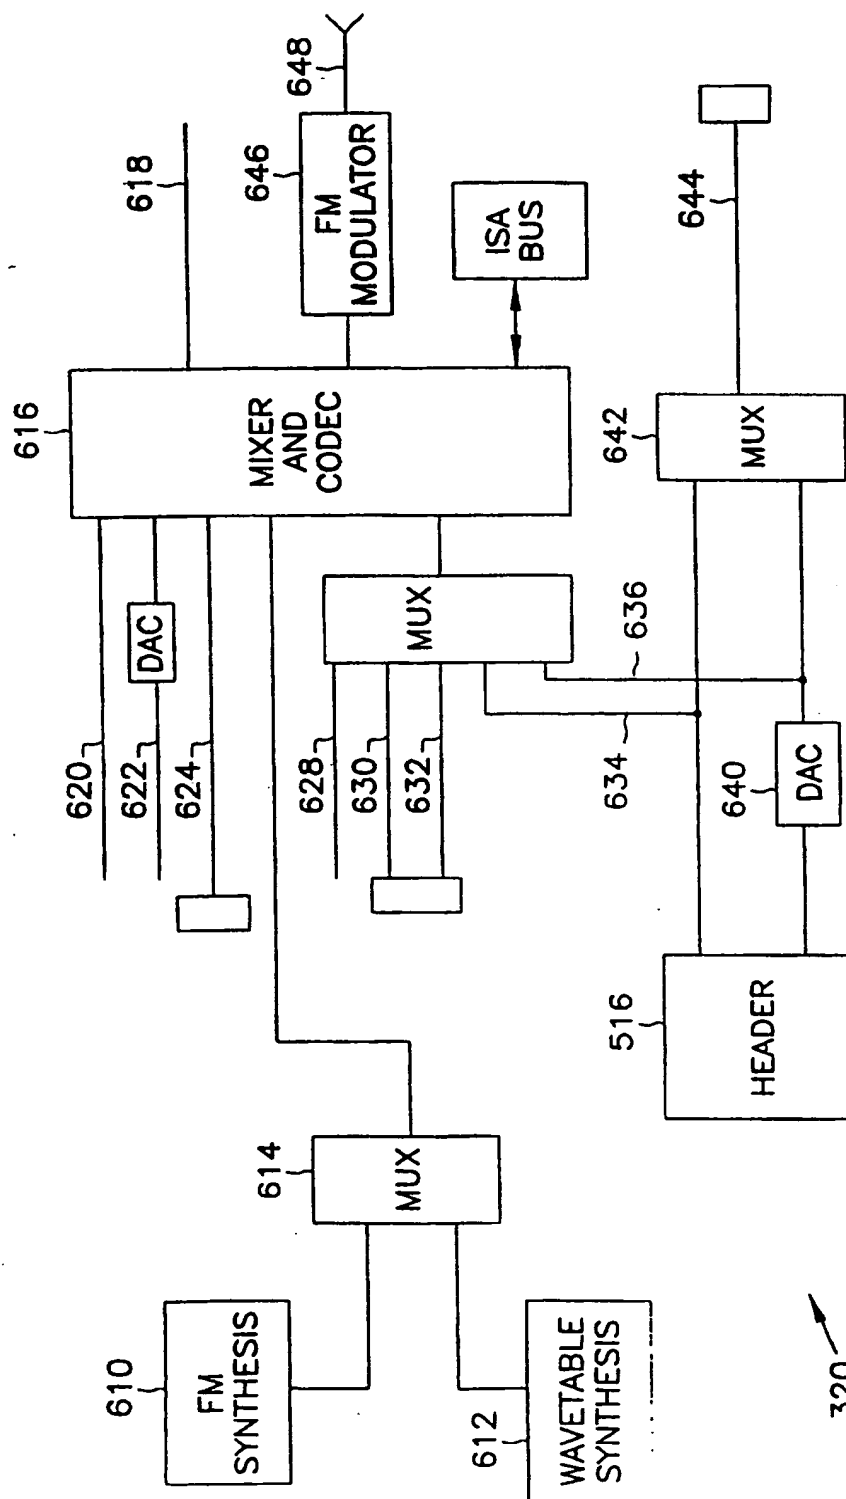 610
FM
SYNTHESIS
612
WAVETABLE
SYNTHESIS
614
MUX
620
622
DAC
624
628
630
632
MUX
616
MIXER
AND
CODEC
618
646
FM
MODULATOR
648
ISA
BUS
634
636
516
HEADER
640
DAC
642
MUX
644
320